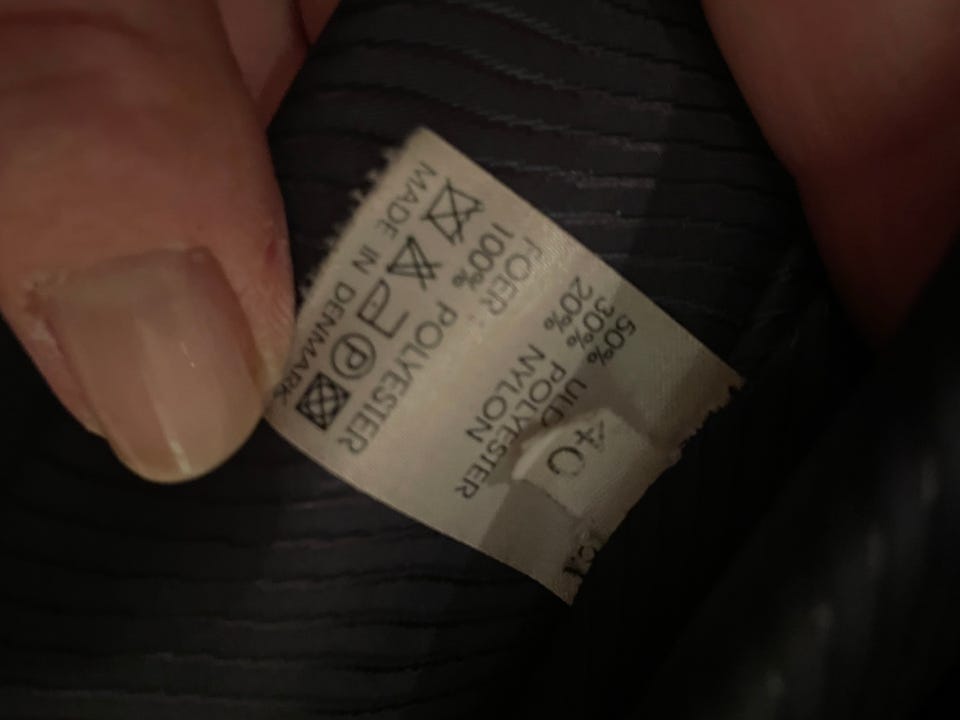 40
50% ULD
30% POLYESTER
20% NYLON
FOER:
100% POLYESTER
P
MADE IN DENMARK